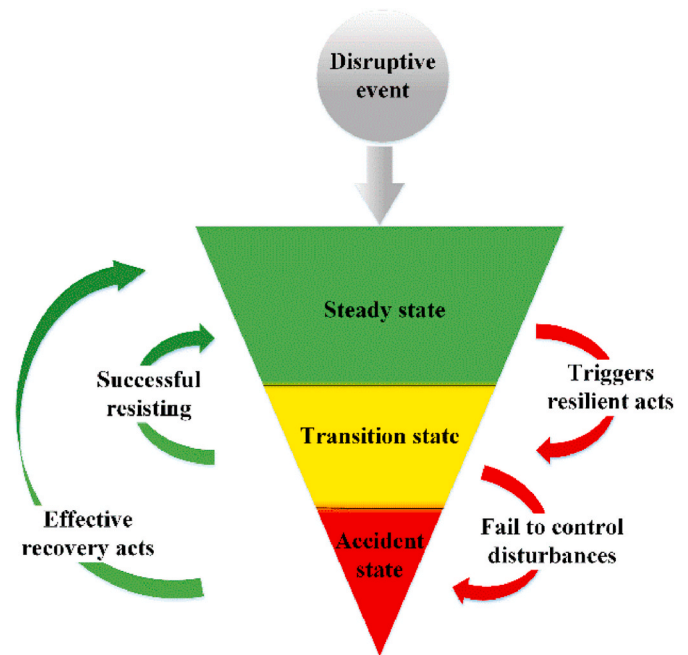 Disruptive
event
Steady state
Successful
resisting
Triggers
resilient acts
Transition state
Effective
recovery acts
Fail to control
disturbances
Accident
state